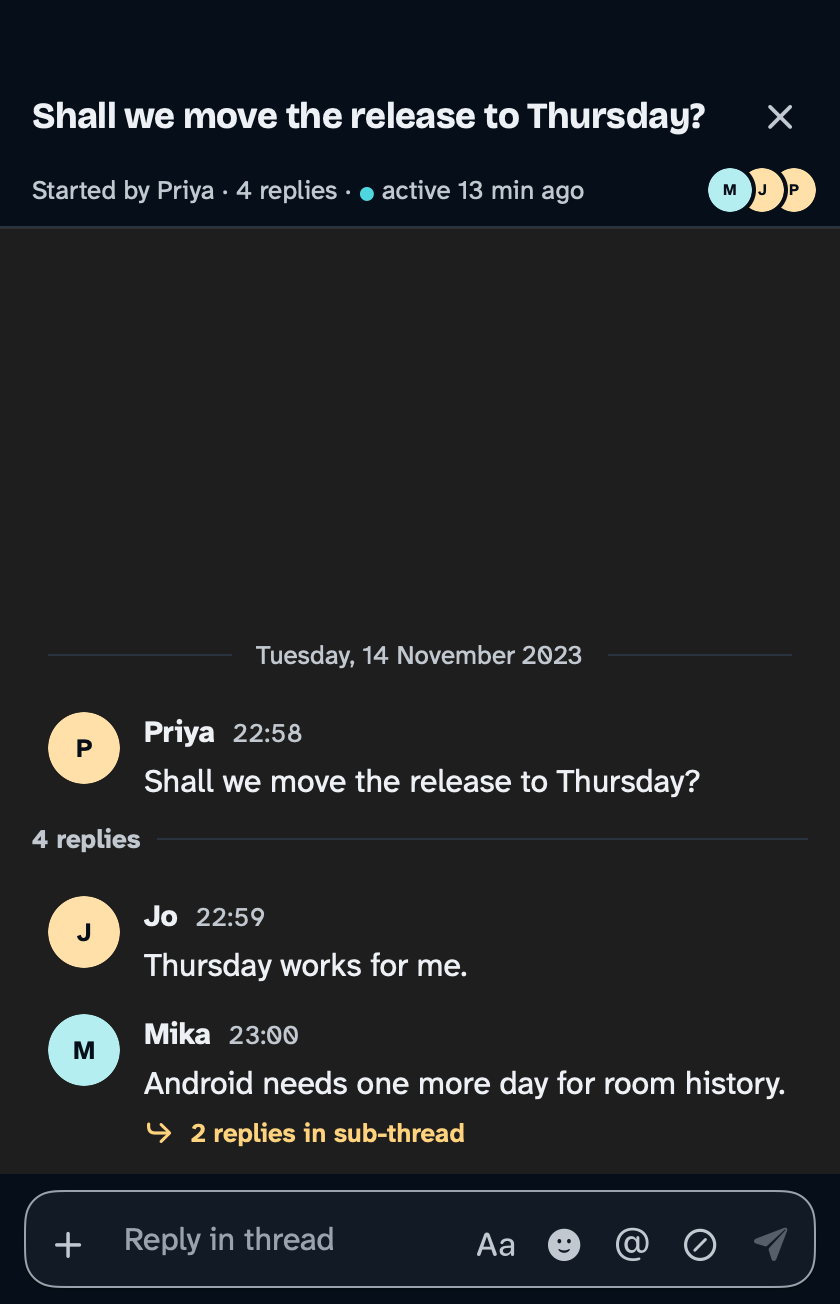 Shall we move the release to Thursday?
Started by Priya · 4 replies · active 13 min ago
M J P
Tuesday, 14 November 2023
P
Priya 22:58
Shall we move the release to Thursday?
4 replies
J
Jo 22:59
Thursday works for me.
M
Mika 23:00
Android needs one more day for room history.
2 replies in sub-thread
Reply in thread Aa @